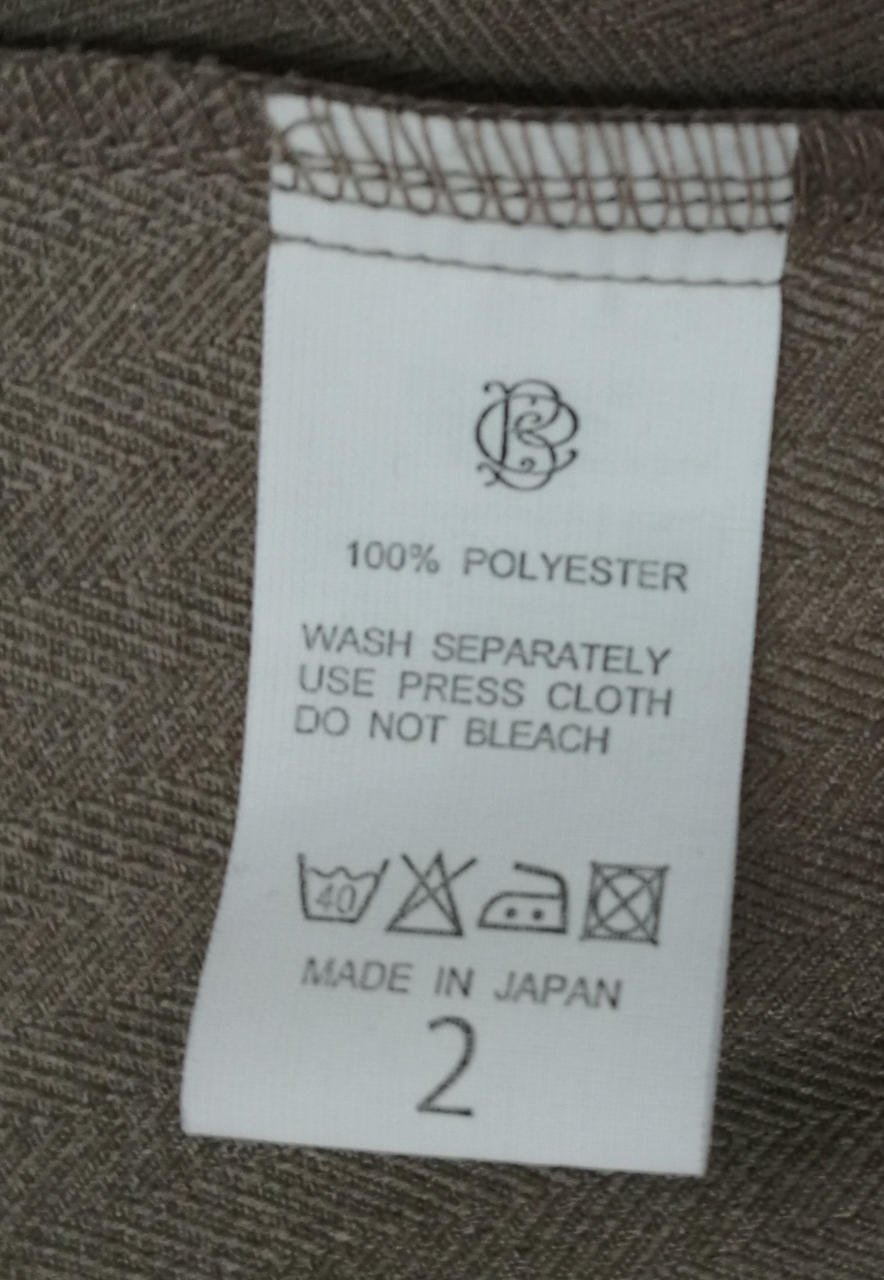 100% POLYESTER
WASH SEPARATELY
USE PRESS CLOTH
DO NOT BLEACH
40
MADE IN JAPAN
2